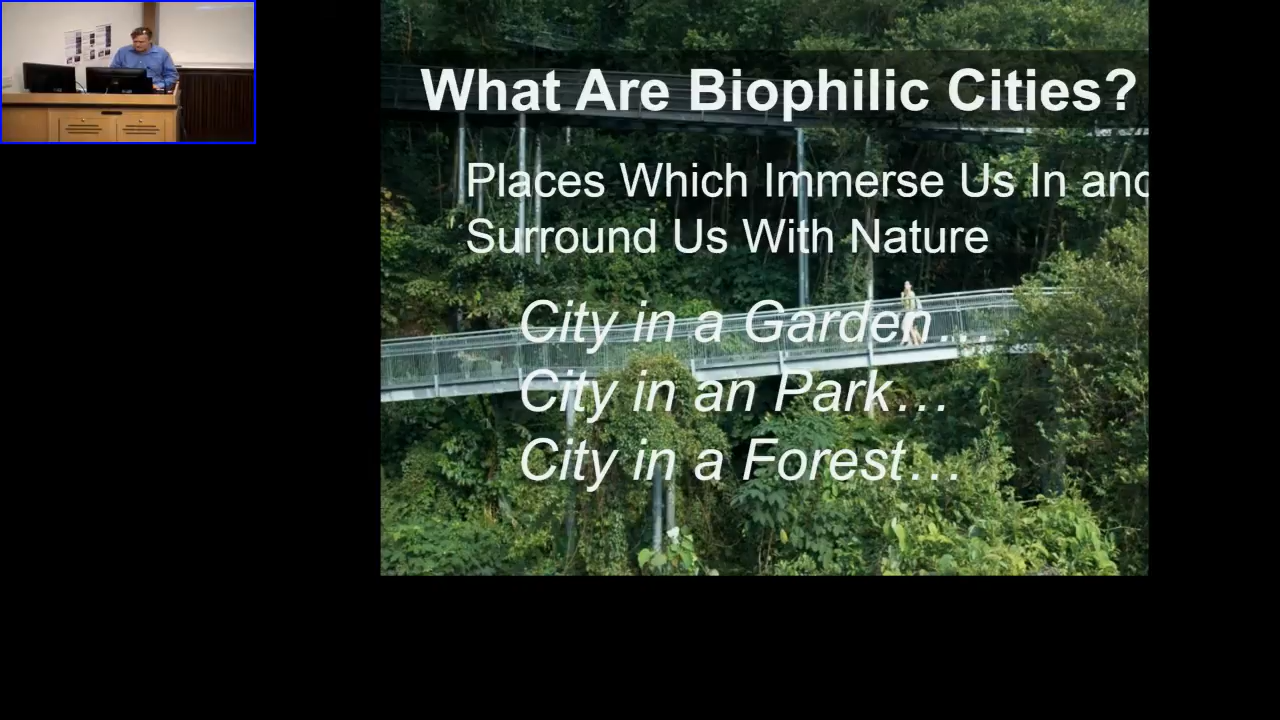 What Are Biophilic Cities?
Places Which Immerse Us In and
Surround Us With Nature
City in a Garden…
City in an Park…
City in a Forest…